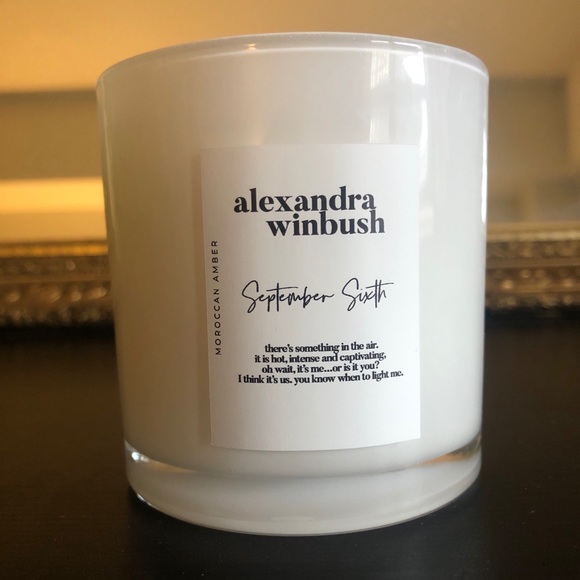 alexandra
winbush
MOROCCAN AMBER
September Sixth
there's something in the air.
it is hot, intense and captivating,
oh wait, it's me...or is it you?
I think it's us. you know when to light me.